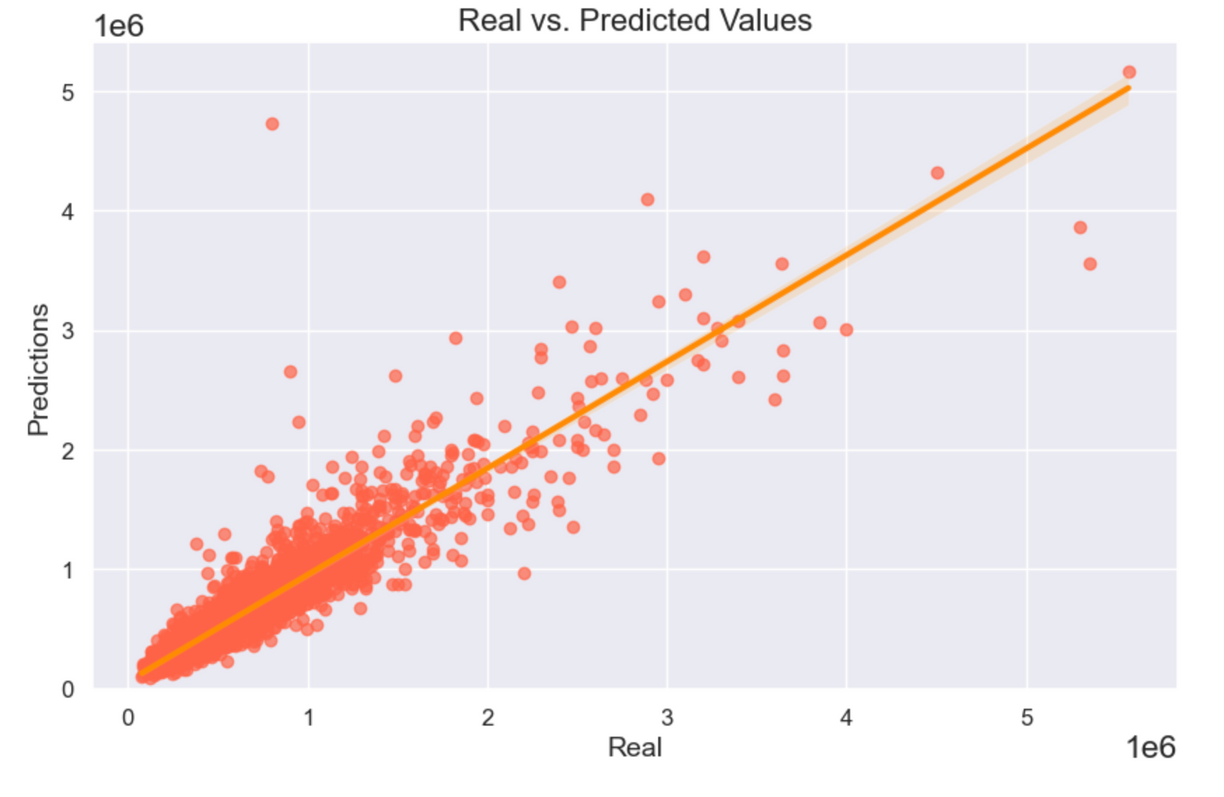 Real vs. Predicted Values
1e6
5
4
3
2
1
0
Predictions
0 1 2 3 4 5
Real
1e6